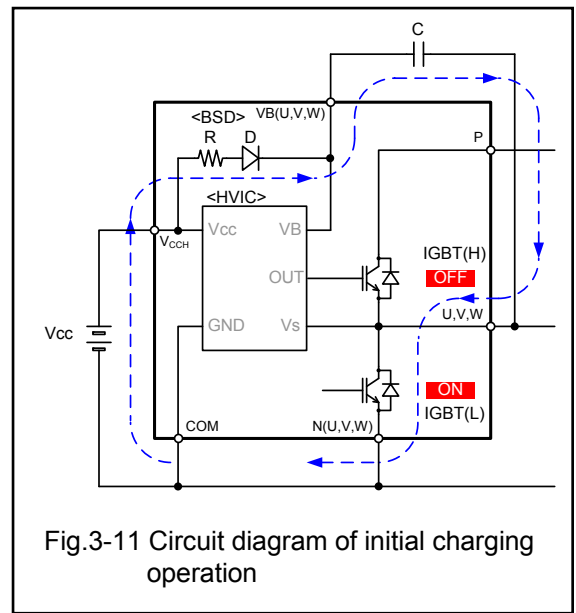 C
VB(U,V,W)
<BSD>
R D
P
<HVIC>
VCCH
Vcc VB
IGBT(H)
OUT
OFF
U,V,W
Vcc
GND Vs
ON
IGBT(L)
COM
N(U,V,W)
Fig.3-11 Circuit diagram of initial charging
operation